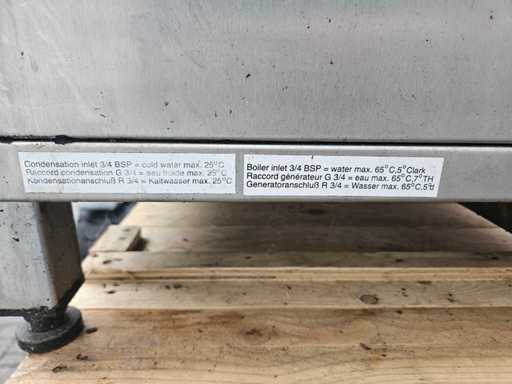 Condensation inlet 3/4 BSP = cold water max. 25°C
Raccord condensation G 3/4 = eau froide max. 25°C
Kondensationanschluß R 3/4 = Kaltwasser max. 25°C
Boiler inlet 3/4 BSP = water max. 65°C,5°Clark
Raccord générateur G 3/4 = eau max. 65°C,7°TH
Generatoranschluß R 3/4 = Wasser max. 65°C,5°d